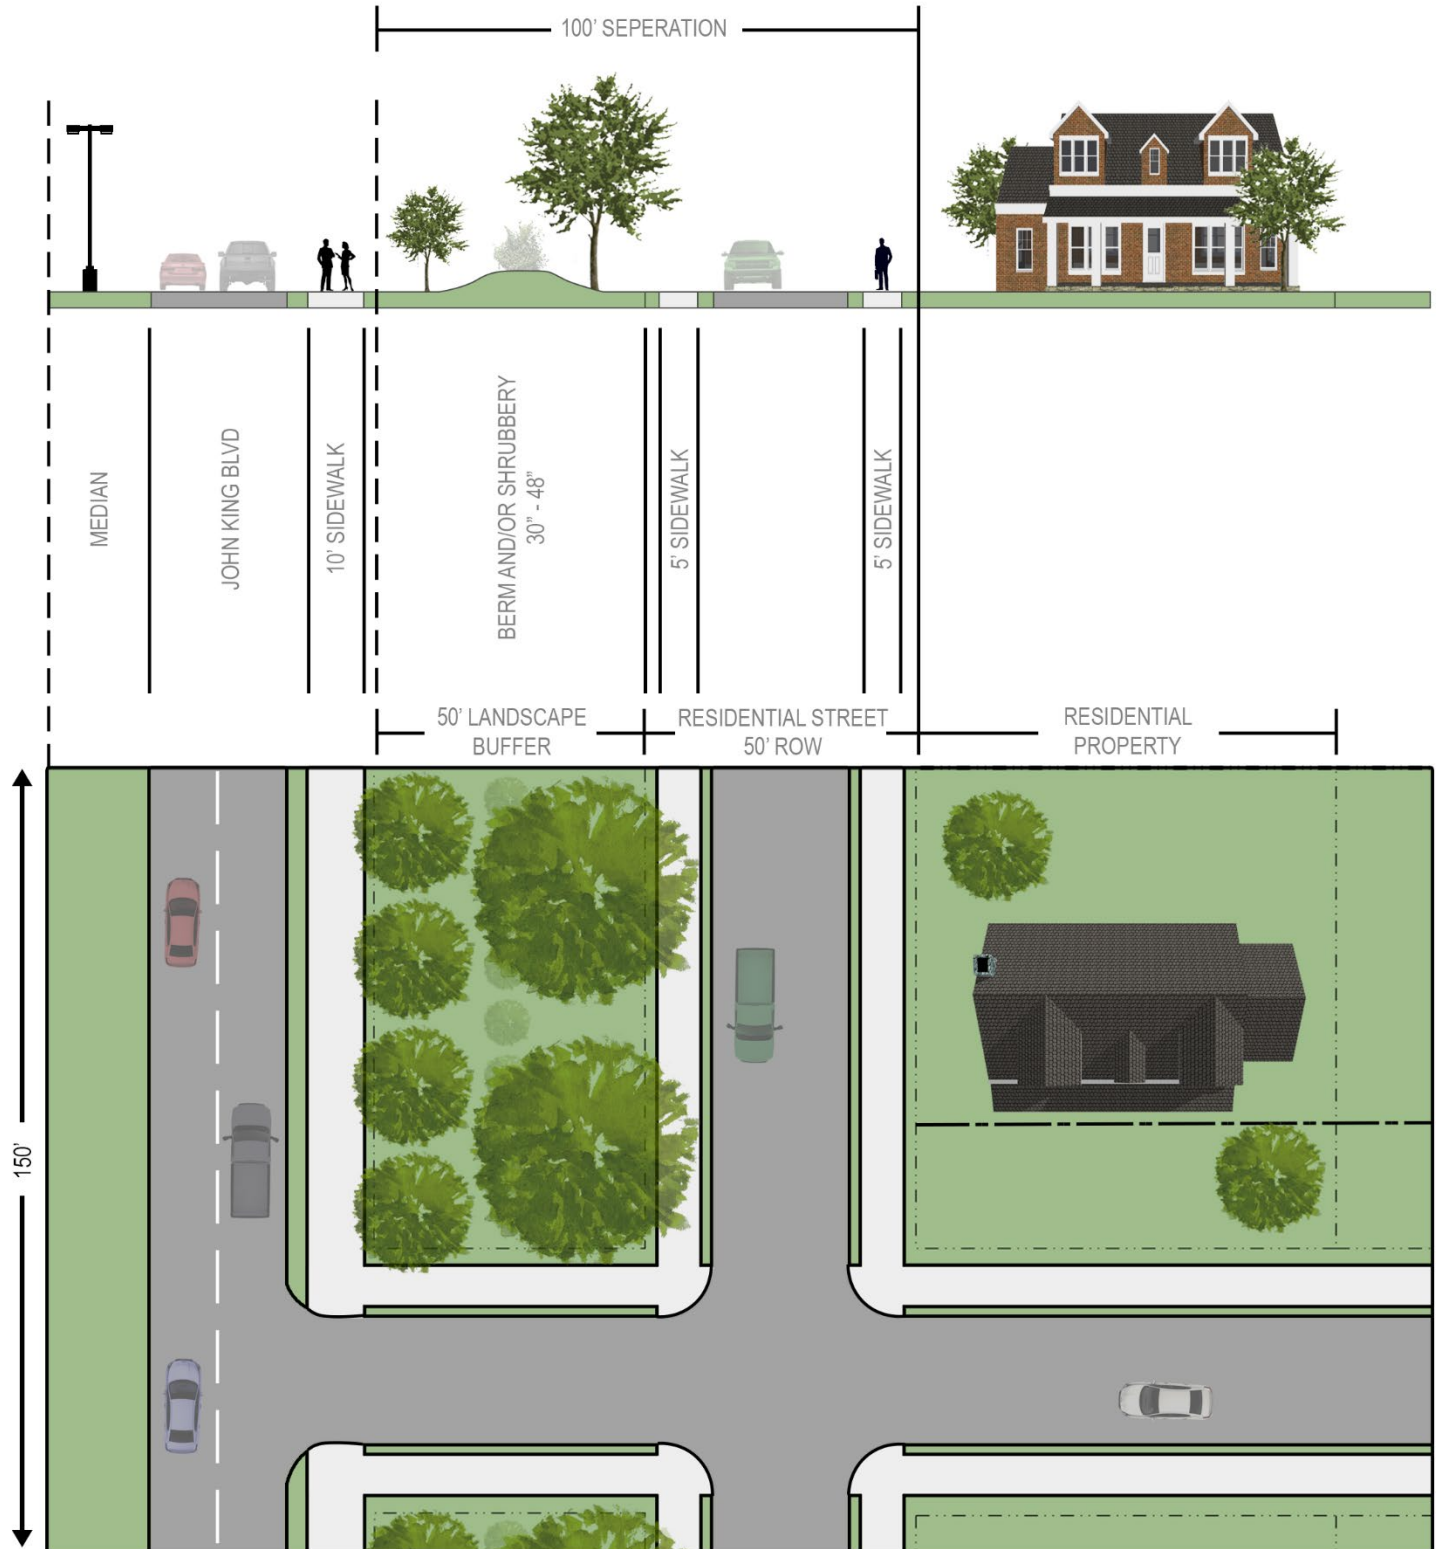 100' SEPERATION
MEDIAN
JOHN KING BLVD
10' SIDEWALK
BERM AND/OR SHRUBBERY
30" - 48"
5' SIDEWALK
5' SIDEWALK
50' LANDSCAPE
BUFFER
RESIDENTIAL STREET
50' ROW
RESIDENTIAL
PROPERTY
150'